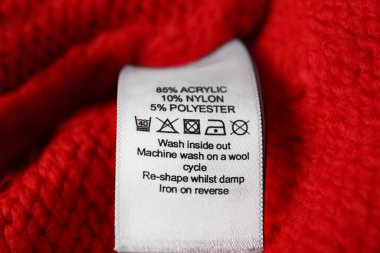 85% ACRYLIC
10% NYLON
5% POLYESTER
40
Wash inside out
Machine wash on a wool
cycle
Re-shape whilst damp
Iron on reverse